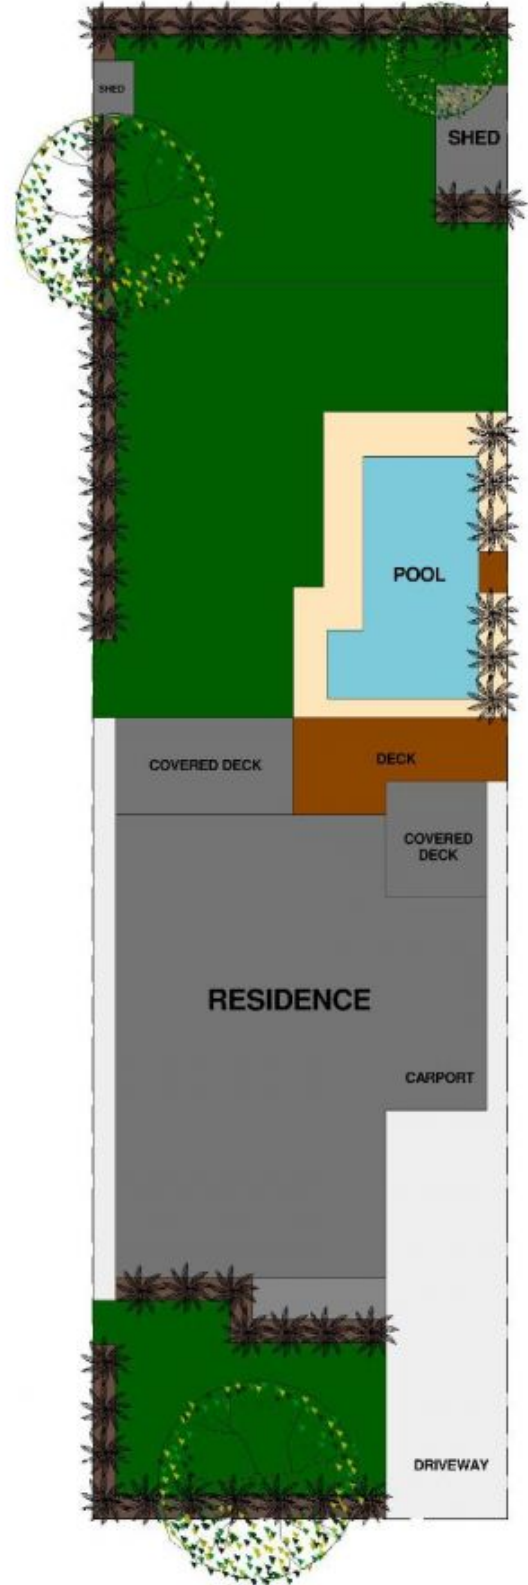 SHED
SHED
POOL
COVERED DECK
DECK
COVERED
DECK
RESIDENCE
CARPORT
DRIVEWAY